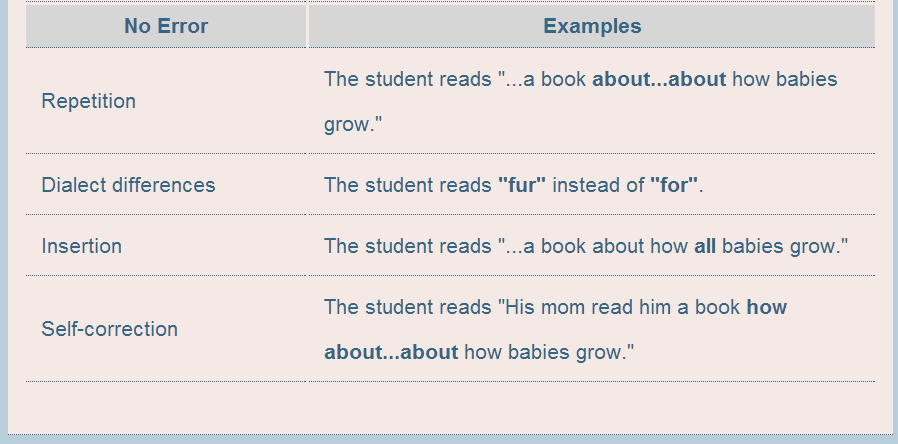 No Error Examples
Repetition
The student reads "...a book about...about how babies
grow."
Dialect differences
The student reads "fur" instead of "for".
Insertion
The student reads "...a book about how all babies grow."
Self-correction
The student reads "His mom read him a book how
about...about how babies grow."